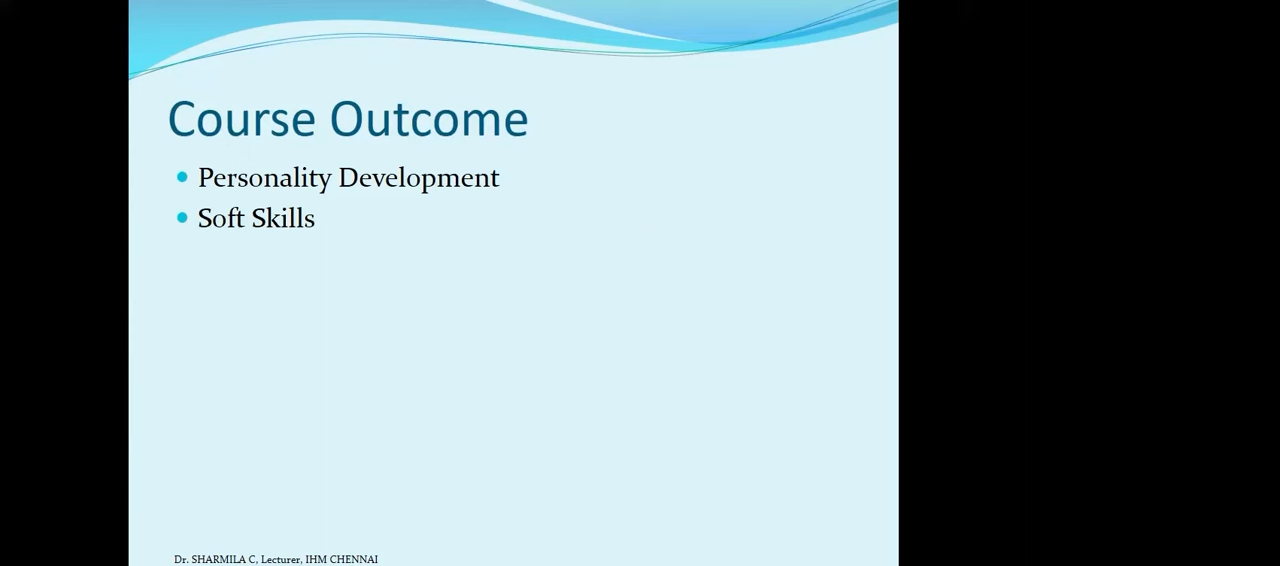 Course Outcome
Personality Development
Soft Skills
Dr. SHARMILA C, Lecturer, IHM CHENNAI